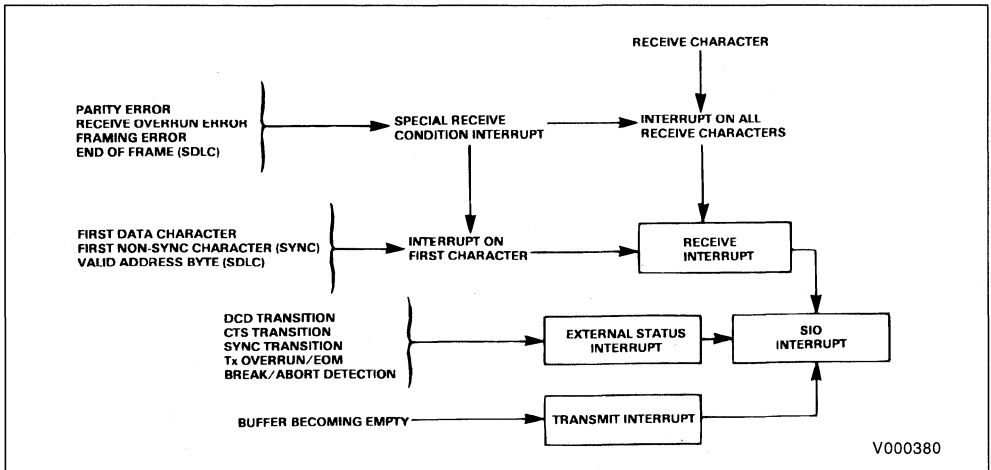 RECEIVE CHARACTER
PARITY ERROR
RECEIVE OVERRUN ERROR
FRAMING ERROR
END OF FRAME (SDLC)
SPECIAL RECEIVE
CONDITION INTERRUPT
INTERRUPT ON ALL
RECEIVE CHARACTERS
FIRST DATA CHARACTER
FIRST NON-SYNC CHARACTER (SYNC)
VALID ADDRESS BYTE (SDLC)
INTERRUPT ON
FIRST CHARACTER
RECEIVE
INTERRUPT
DCD TRANSITION
CTS TRANSITION
SYNC TRANSITION
Tx OVERRUN/EOM
BREAK/ABORT DETECTION
EXTERNAL STATUS
INTERRUPT
SIO
INTERRUPT
BUFFER BECOMING EMPTY
TRANSMIT INTERRUPT
V000380